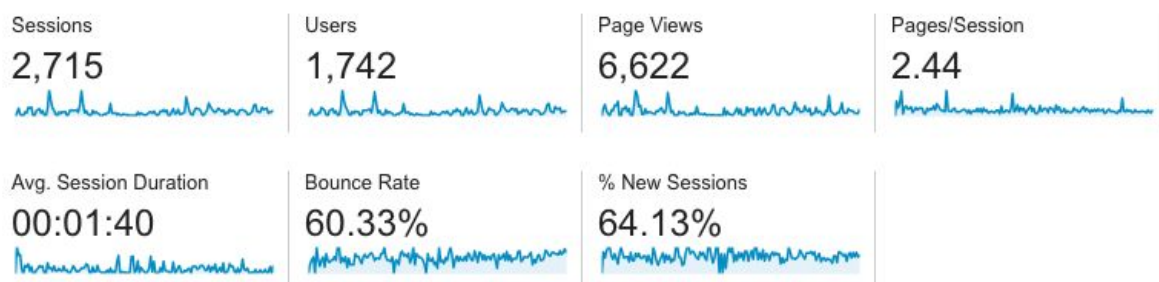 Sessions
2,715
Users
1,742
Page Views
6,622
Pages/Session
2.44
Avg. Session Duration
00:01:40
Bounce Rate
60.33%
% New Sessions
64.13%